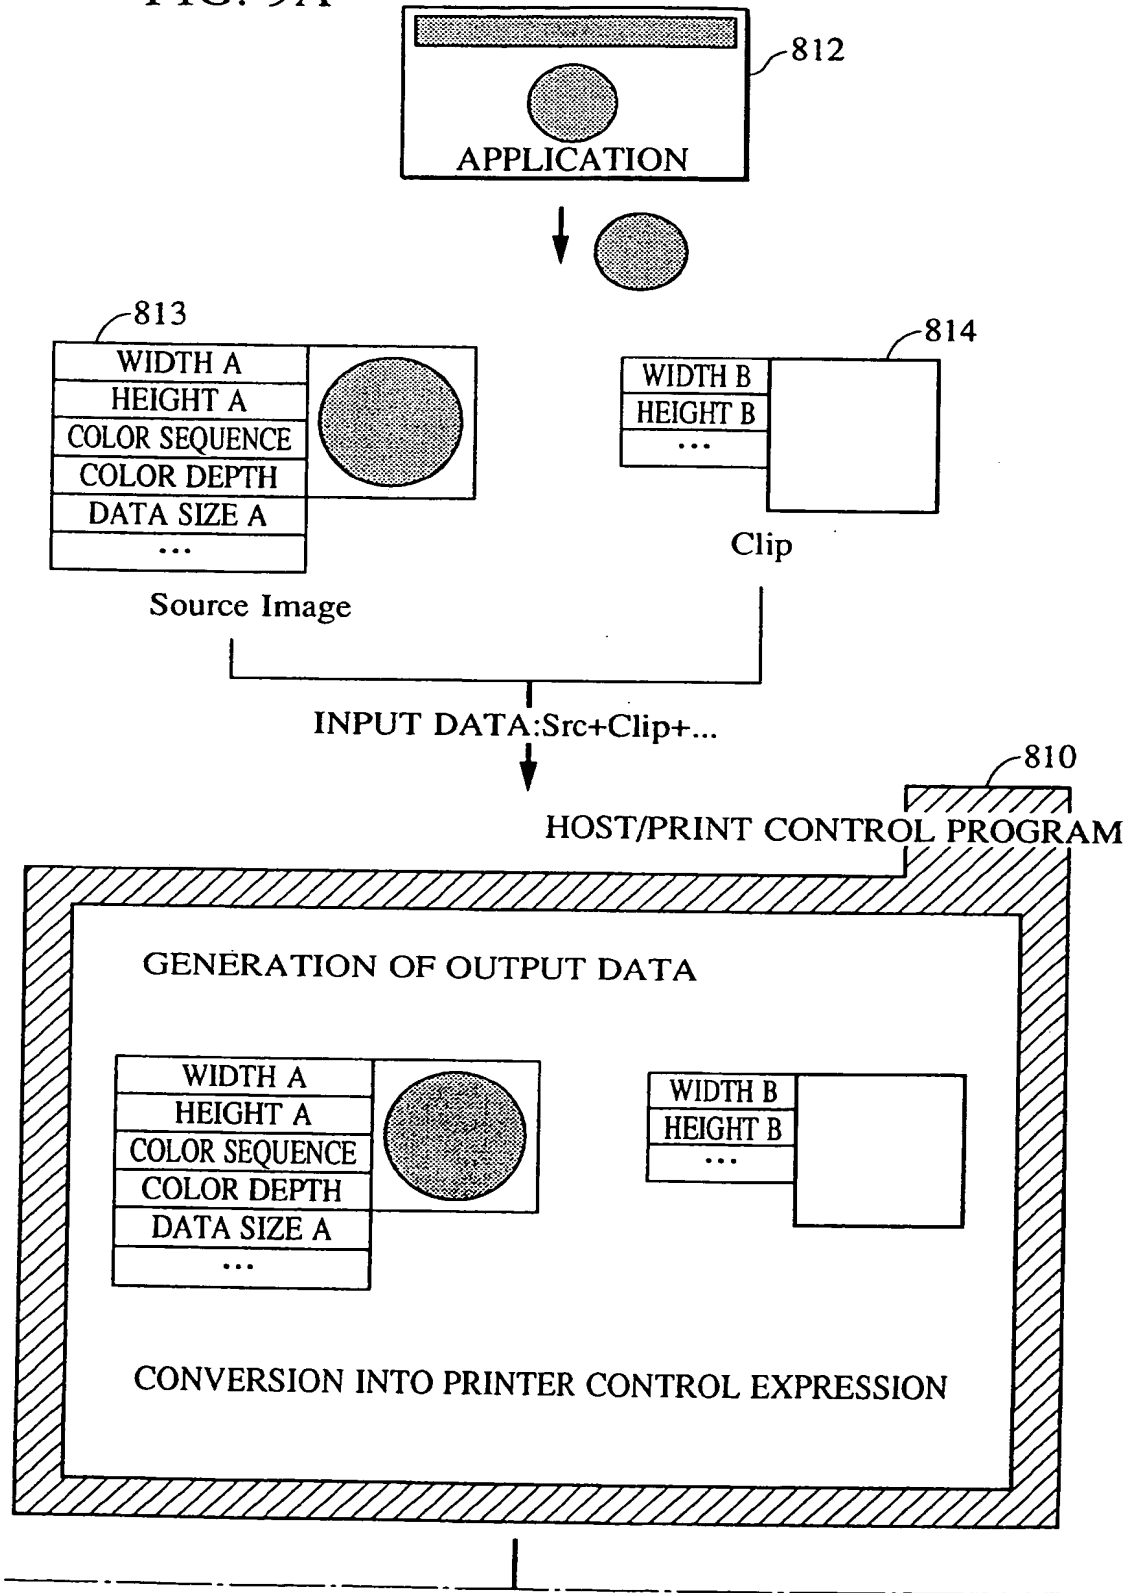 FIG. 9A
812
APPLICATION
813
WIDTH A
HEIGHT A
COLOR SEQUENCE
COLOR DEPTH
DATA SIZE A
...
Source Image
814
WIDTH B
HEIGHT B
...
Clip
INPUT DATA:Src+Clip+...
810
HOST/PRINT CONTROL PROGRAM
GENERATION OF OUTPUT DATA
WIDTH A
HEIGHT A
COLOR SEQUENCE
COLOR DEPTH
DATA SIZE A
...
WIDTH B
HEIGHT B
...
CONVERSION INTO PRINTER CONTROL EXPRESSION